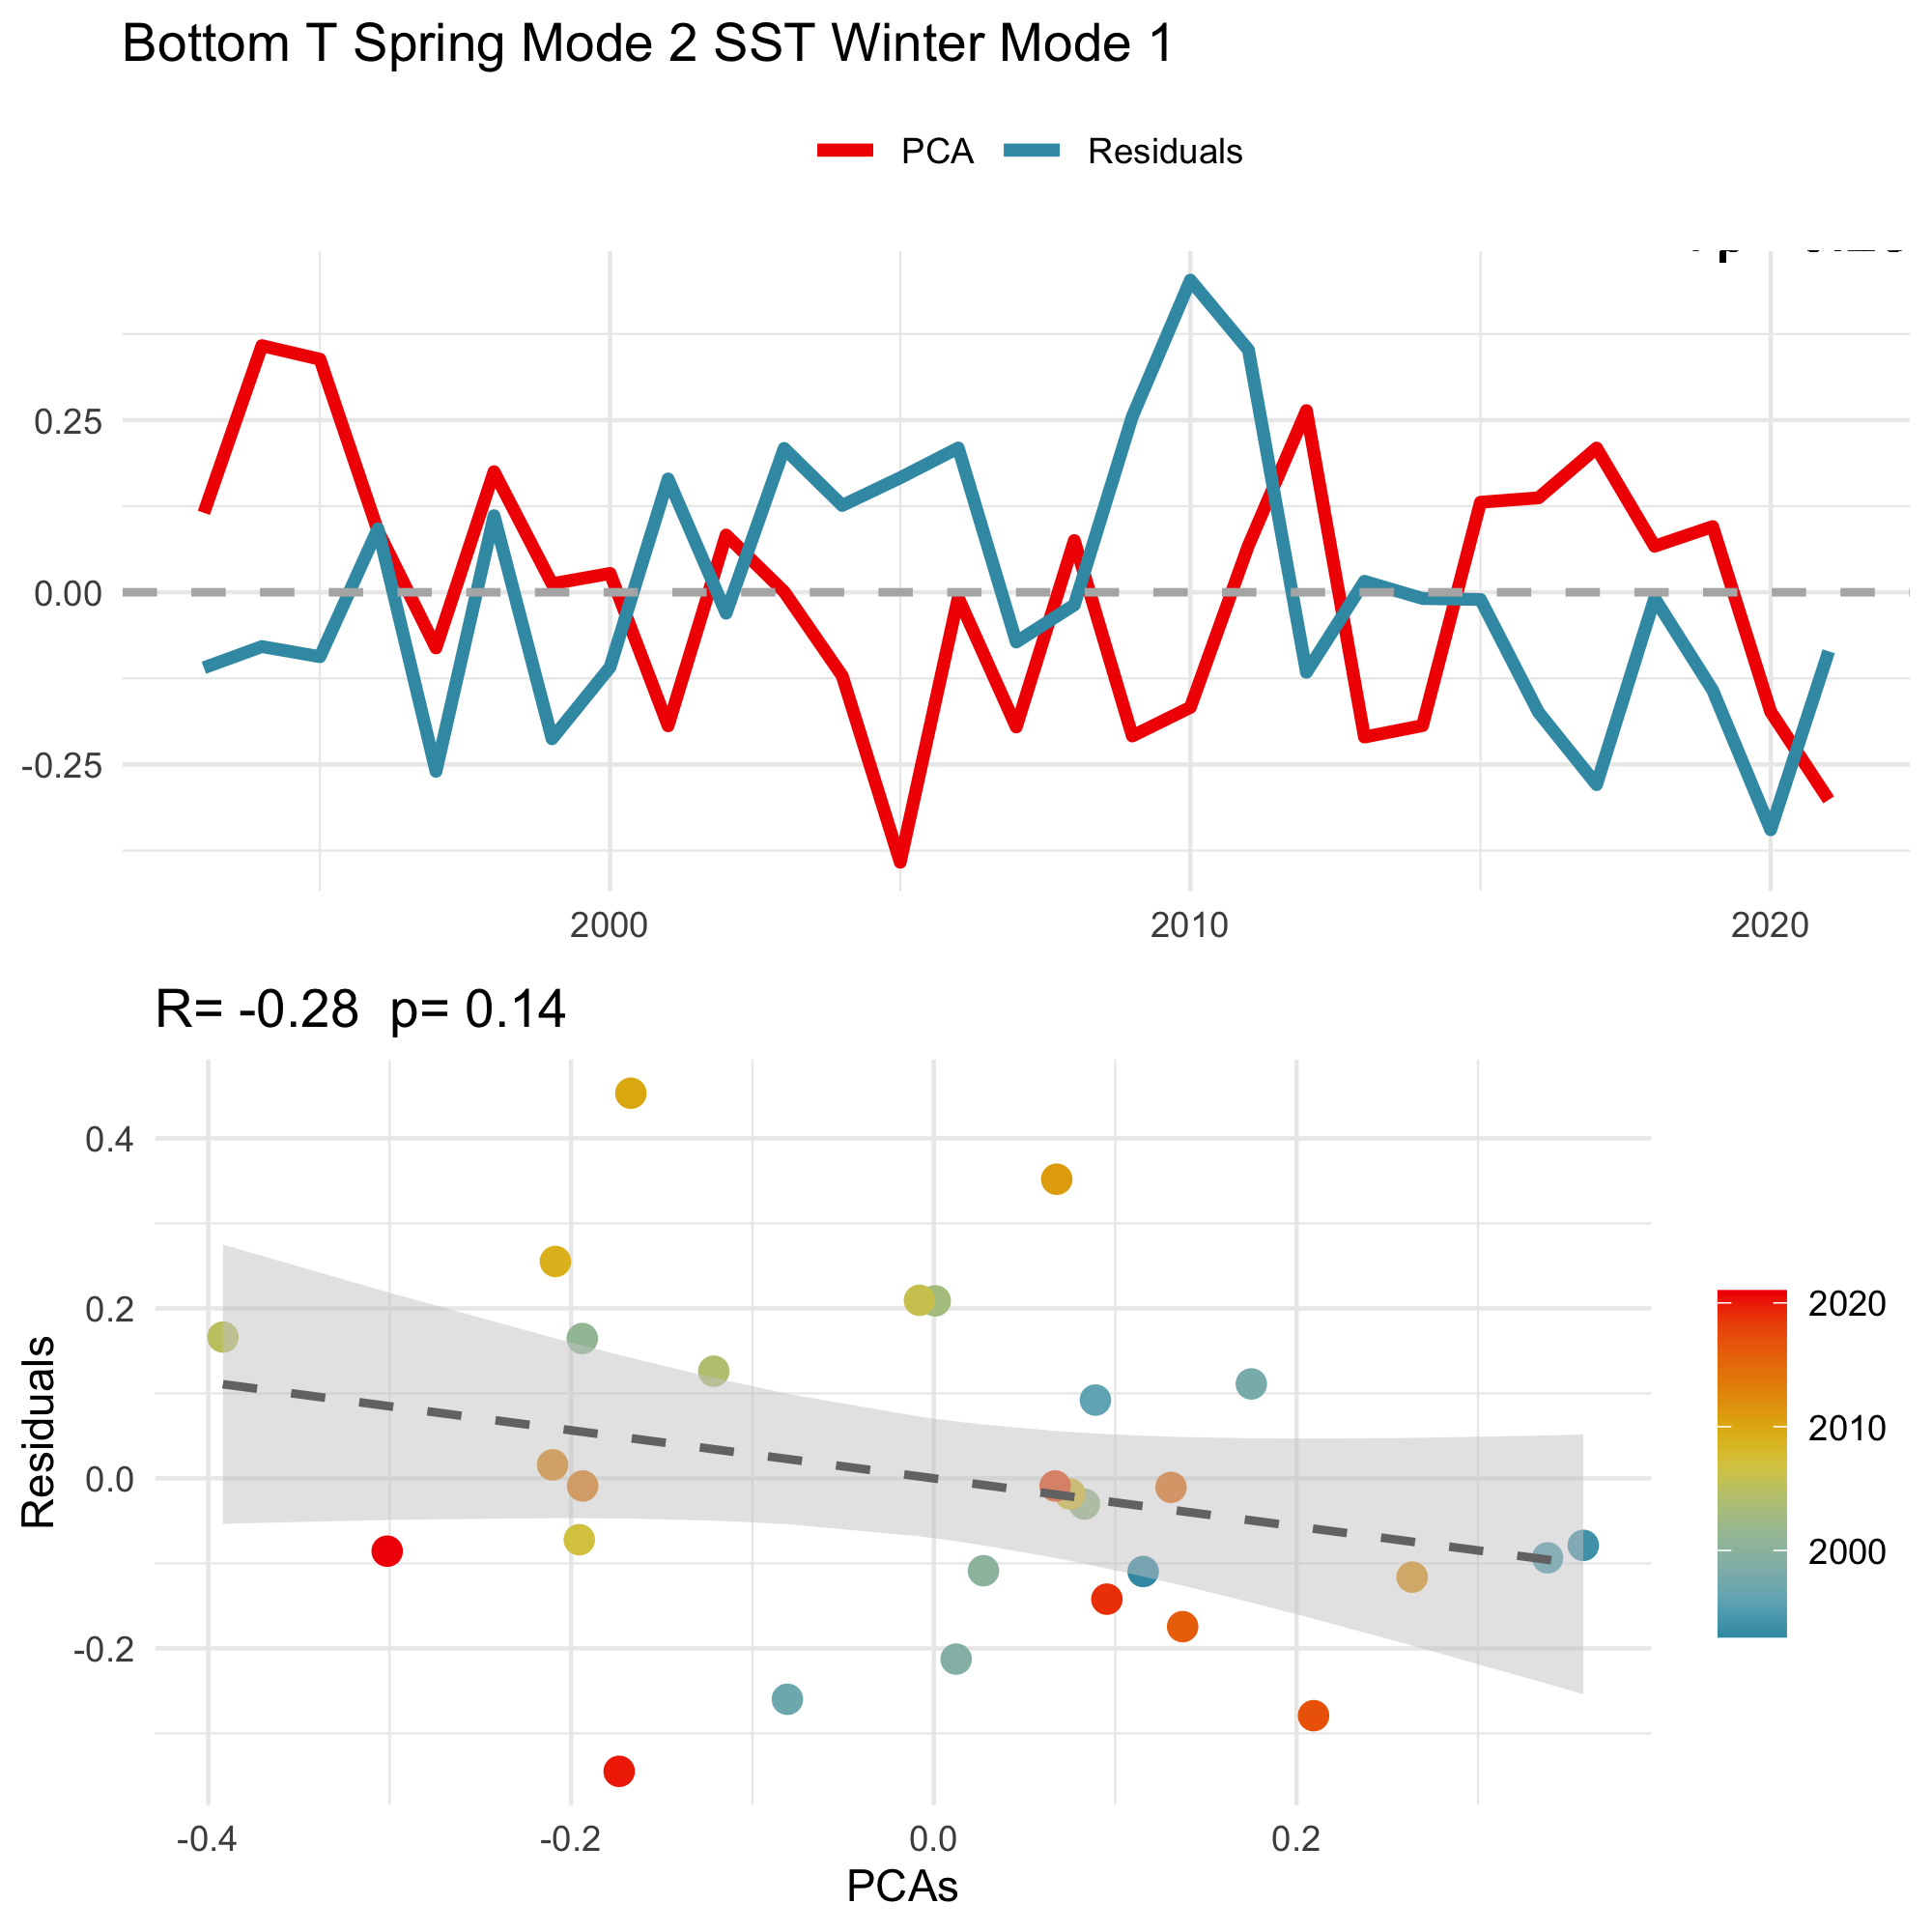 Bottom T Spring Mode 2 SST Winter Mode 1
PCA Residuals
0.25
0.00
-0.25
2000 2010 2020
R= -0.28 p= 0.14
Residuals
0.4
0.2
0.0
-0.2
-0.4 -0.2 0.0 0.2
PCAs
2020
2010
2000